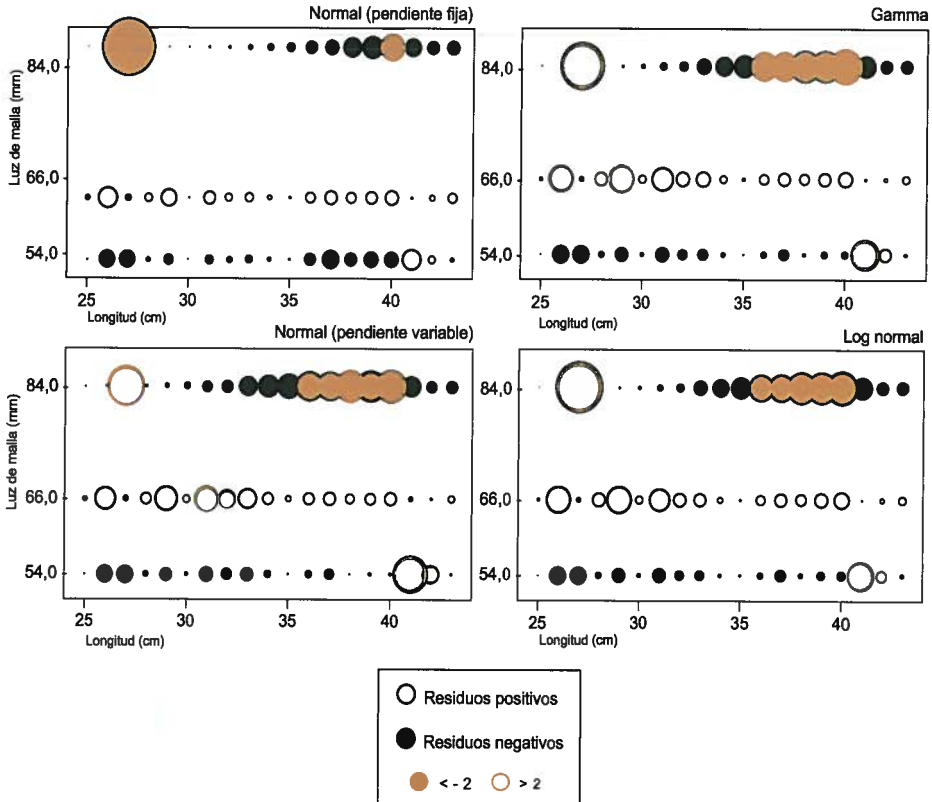 Normal (pendiente fija)
Luz de malla (mm)
84,0
66,0
54,0
25 30 35 40
Longitud (cm)
Gamma
84,0
66,0
54,0
25 30 35 40
Longitud (cm)
Normal (pendiente variable)
Luz de malla (mm)
84,0
66,0
54,0
25 30 35 40
Longitud (cm)
Log normal
84,0
66,0
54,0
25 30 35 40
Longitud (cm)
Residuos positivos
Residuos negativos
< - 2 > 2